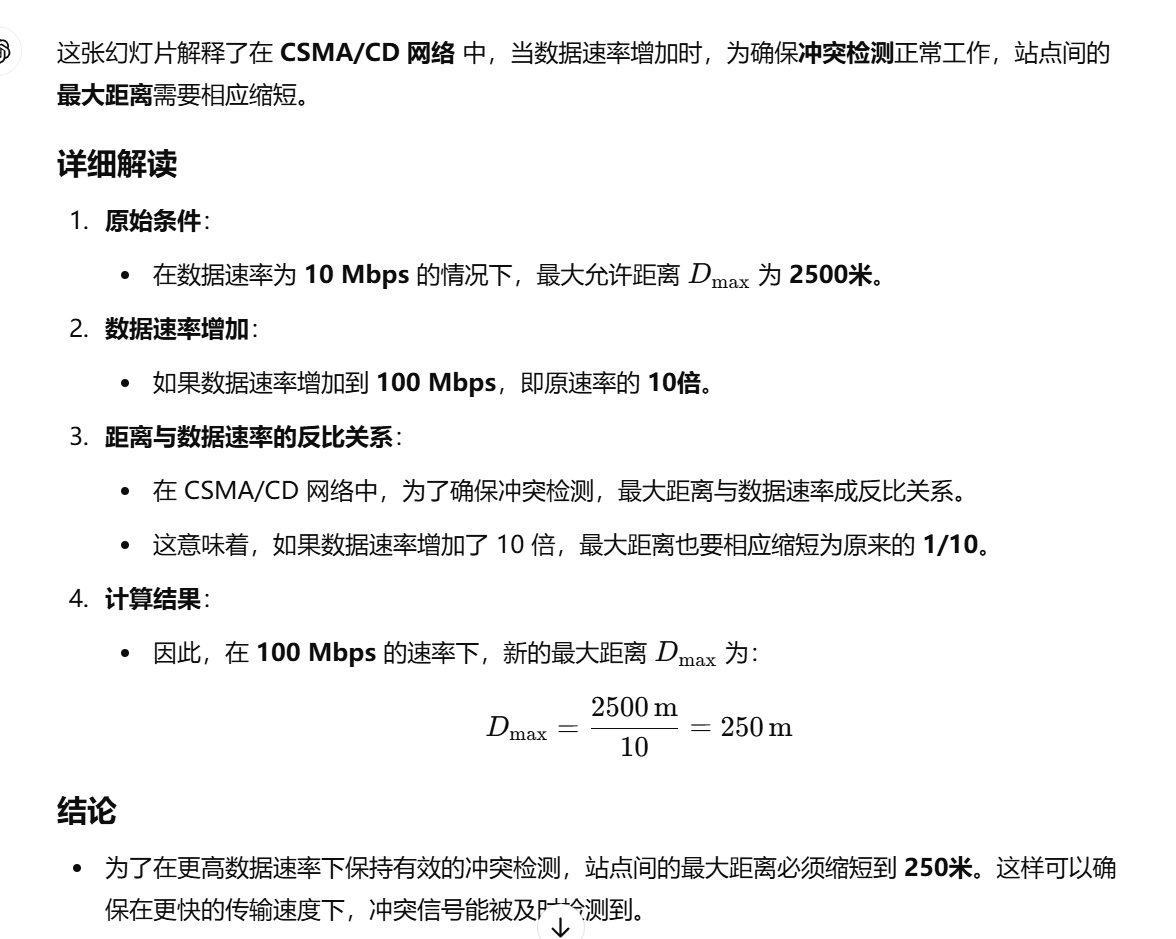 这张幻灯片解释了在 CSMA/CD 网络 中，当数据速率增加时，为确保冲突检测正常工作，站点间的
最大距离需要相应缩短。
详细解读
1. 原始条件：
• 在数据速率为 10 Mbps 的情况下，最大允许距离 D_max 为 2500米。
2. 数据速率增加：
• 如果数据速率增加到 100 Mbps，即原速率的 10倍。
3. 距离与数据速率的反比关系：
• 在 CSMA/CD 网络中，为了确保冲突检测，最大距离与数据速率成反比关系。
• 这意味着，如果数据速率增加了 10 倍，最大距离也要相应缩短为原来的 1/10。
4. 计算结果：
• 因此，在 100 Mbps 的速率下，新的最大距离 D_max 为：
D_max = 2500 m / 10 = 250 m
结论
• 为了在更高数据速率下保持有效的冲突检测，站点间的最大距离必须缩短到 250米。这样可以确
保在更快的传输速度下，冲突信号能被及时检测到。